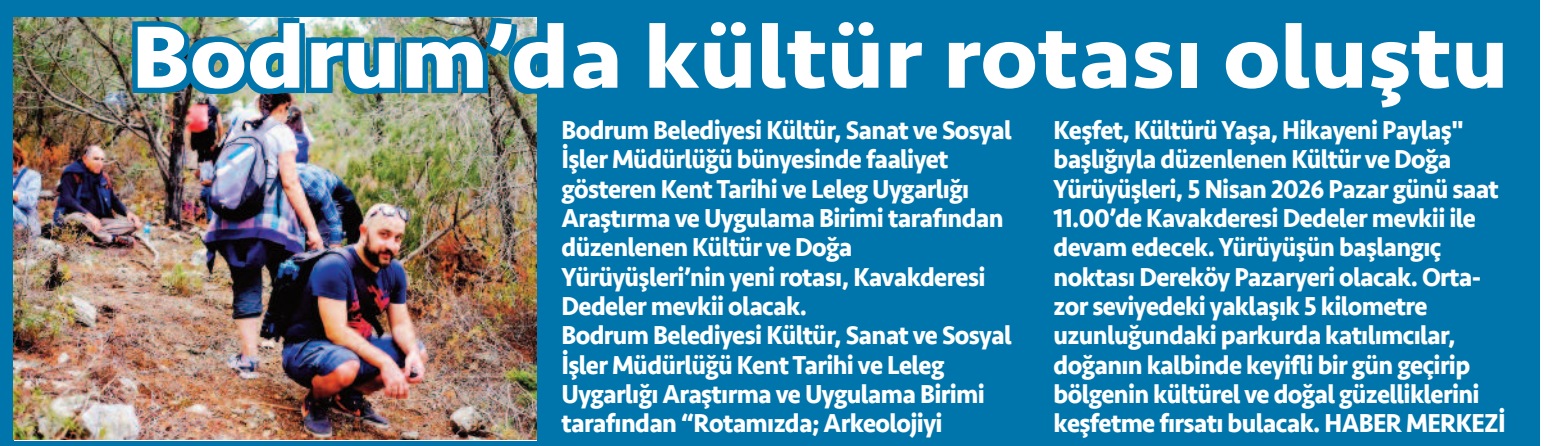 Bodrum’da kültür rotası oluştu
Bodrum Belediyesi Kültür, Sanat ve Sosyal
İşler Müdürlüğü bünyesinde faaliyet
gösteren Kent Tarihi ve Leleg Uygarlığı
Araştırma ve Uygulama Birimi tarafından
düzenlenen Kültür ve Doğa
Yürüyüşleri’nin yeni rotası, Kavakderesi
Dedeler mevkii olacak.
Bodrum Belediyesi Kültür, Sanat ve Sosyal
İşler Müdürlüğü Kent Tarihi ve Leleg
Uygarlığı Araştırma ve Uygulama Birimi
tarafından “Rotamızda; Arkeolojiyi
Keşfet, Kültürü Yaşa, Hikayeni Paylaş"
başlığıyla düzenlenen Kültür ve Doğa
Yürüyüşleri, 5 Nisan 2026 Pazar günü saat
11.00’de Kavakderesi Dedeler mevkii ile
devam edecek. Yürüyüşün başlangıç
noktası Dereköy Pazaryeri olacak. Orta-
zor seviyedeki yaklaşık 5 kilometre
uzunluğundaki parkurda katılımcılar,
doğanın kalbinde keyifli bir gün geçirip
bölgenin kültürel ve doğal güzelliklerini
keşfetme fırsatı bulacak. HABER MERKEZİ